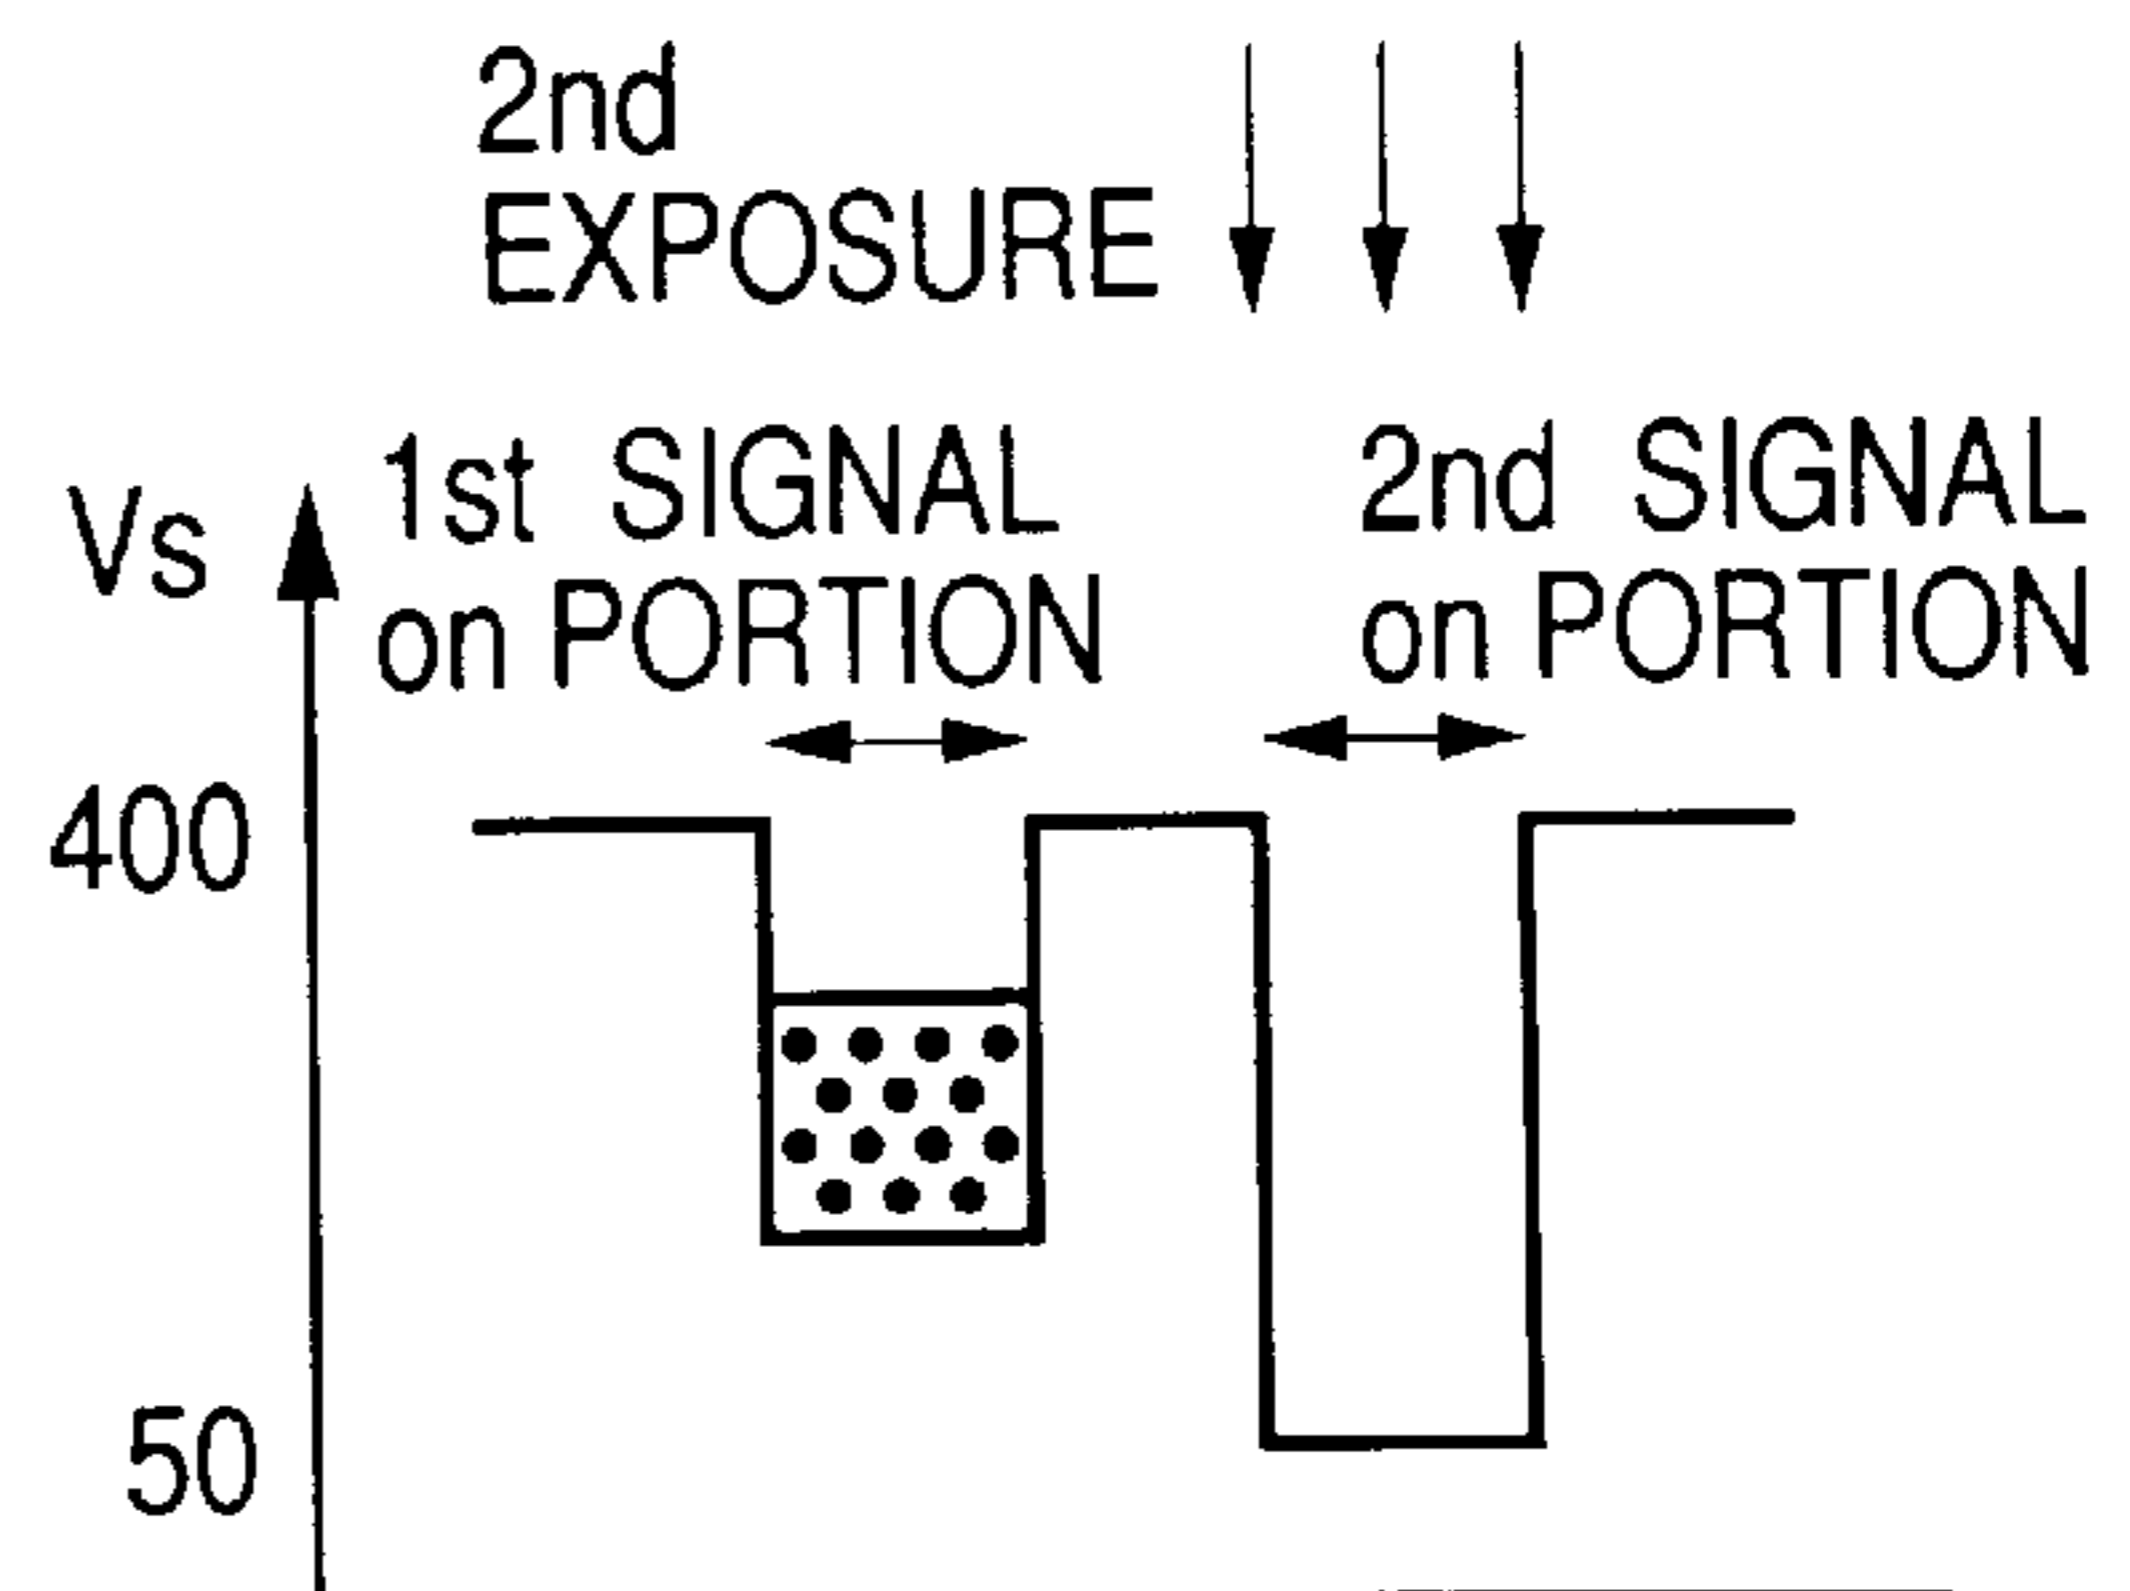 2nd
EXPOSURE
1st SIGNAL
on PORTION
2nd SIGNAL
on PORTION
Vs
400
50